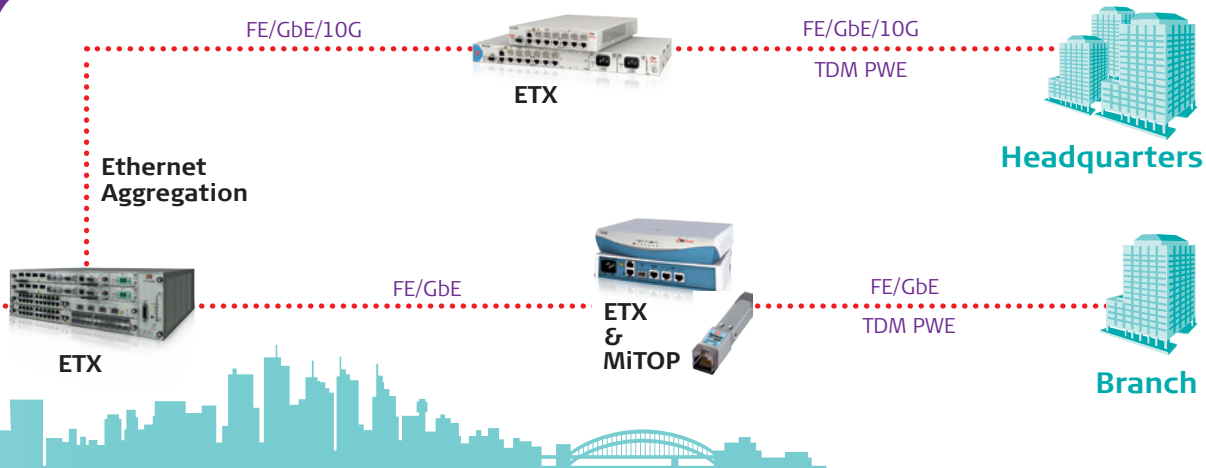 FE/GbE/10G
FE/GbE/10G
TDM PWE
ETX
Headquarters
Ethernet
Aggregation
FE/GbE
FE/GbE
TDM PWE
ETX
&
MiTOP
ETX
Branch